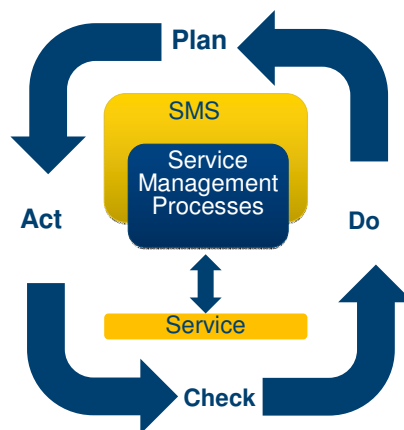 Plan
SMS
Service
Management
Processes
Act
Do
Service
Check